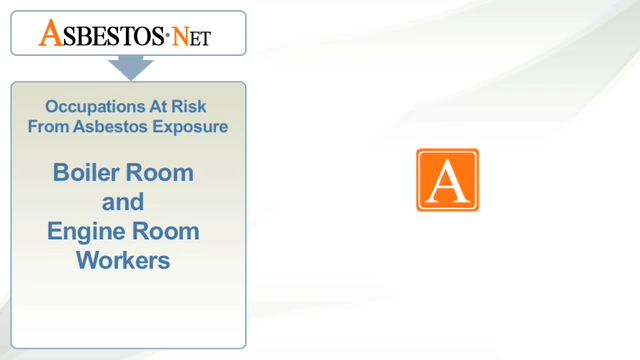 ASBESTOS·NET
Occupations At Risk
From Asbestos Exposure
Boiler Room
and
Engine Room
Workers
A